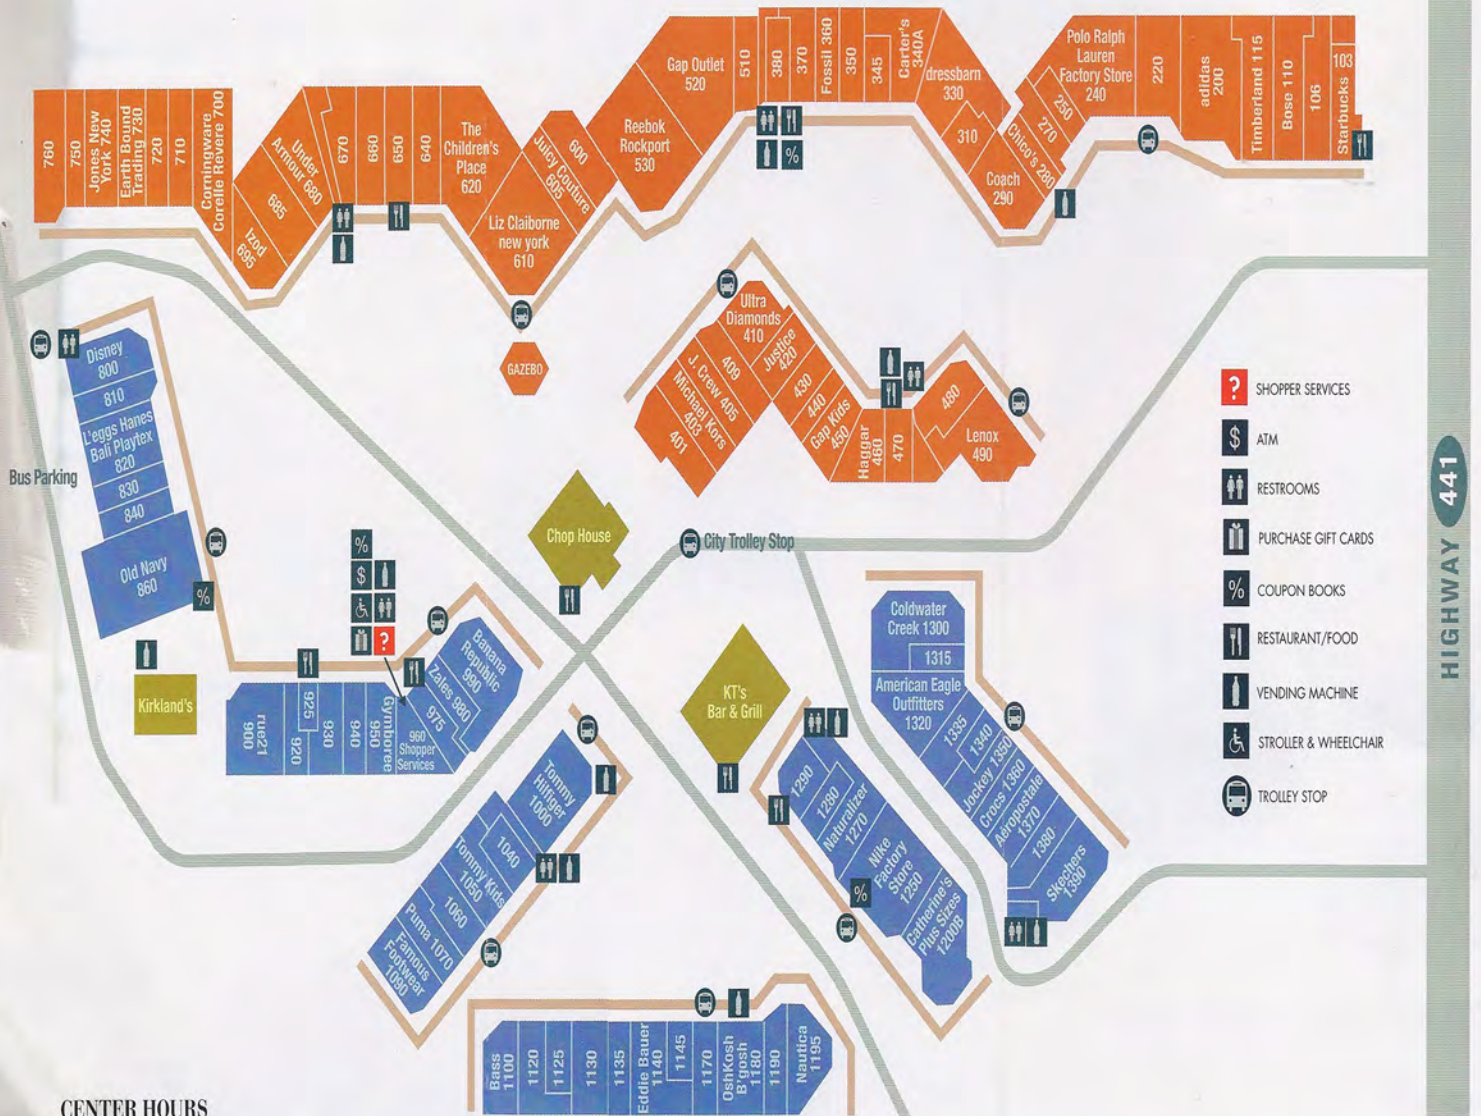 760
750
Jones New
York 740
Earth Bound
Trading 730
720
710
Corningware
Corelle Revere 700
Under
Armour 680
685
Izod
695
670
660
650
640
The
Children's
Place
620
Liz Claiborne
new york
610
Juicy Couture
605
600
Reebok
Rockport
530
Gap Outlet
520
510
380
370
Fossil 360
350
345
Carter's
340A
dressbarn
330
310
Coach
290
Chico's 280
270
250
Polo Ralph
Lauren
Factory Store
240
220
adidas
200
Timberland 115
Bose 110
106
103
Starbucks
GAZEBO
Ultra
Diamonds
410
409
J. Crew 405
Michael Kors
403
401
Justice
420
430
440
Gap Kids
450
Haggar
460
470
480
Lenox
490
Disney
800
810
L'eggs Hanes
Bali Playtex
820
830
840
Old Navy
860
Bus Parking
Kirkland's
Chop House
City Trolley Stop
KT's
Bar & Grill
%
%
$
?
%
%
rue21
900
925
920
930
940
950
Gymboree
960
Shopper
Services
975
Zales 980
Banana
Republic
990
Tommy
Hilfiger
1000
1040
Tommy Kids
1050
1060
Puma 1070
Famous
Footwear
1090
Bass
1100
1120
1125
1130
1135
Eddie Bauer
1140
1145
1170
OshKosh
B'gosh
1180
1190
Nautica
1195
1290
1280
Naturalizer
1270
Nike
Factory
Store
1250
Catherine's
Plus Sizes
1200B
Coldwater
Creek 1300
1315
American Eagle
Outfitters
1320
1335
1340
Jockey 1350
Crocs 1360
Aéropostale
1370
1380
Skechers
1390
? SHOPPER SERVICES
$ ATM
RESTROOMS
PURCHASE GIFT CARDS
% COUPON BOOKS
RESTAURANT/FOOD
VENDING MACHINE
STROLLER & WHEELCHAIR
TROLLEY STOP
HIGHWAY 441
CENTER HOURS